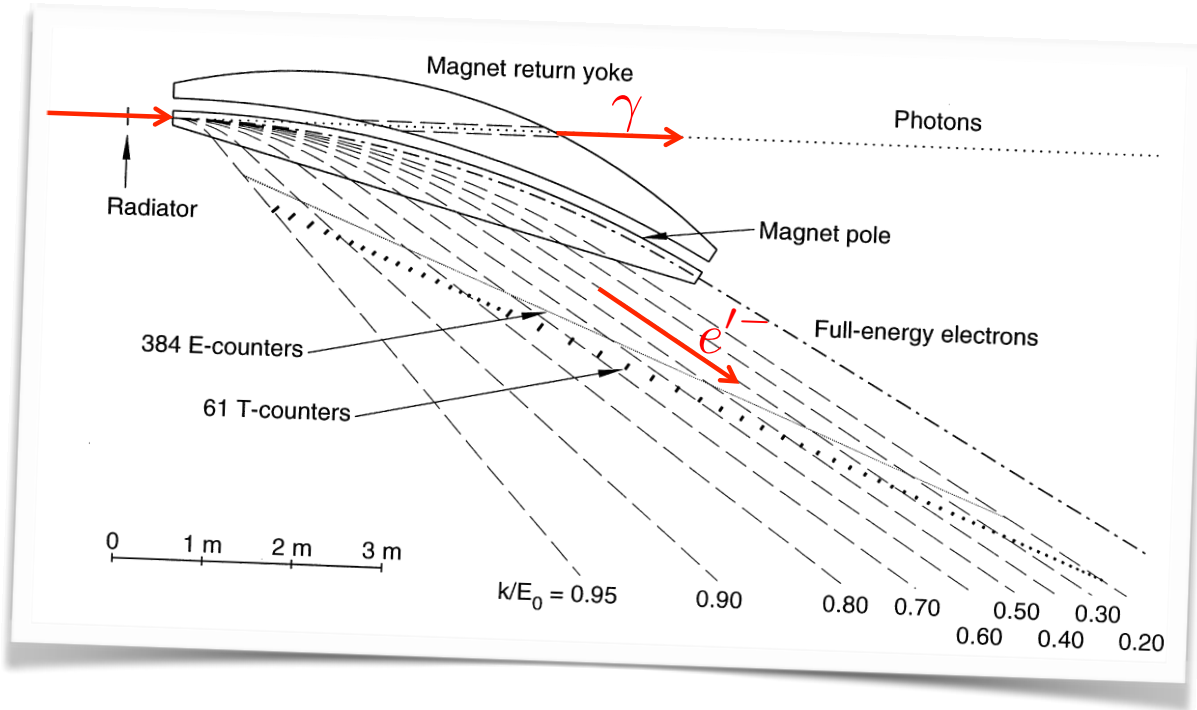 Magnet return yoke
γ
Photons
Radiator
Magnet pole
Full-energy electrons
e′−
384 E-counters
61 T-counters
0 1 m 2 m 3 m
k/E0 = 0.95 0.90 0.80 0.70 0.60 0.50 0.40 0.30 0.20